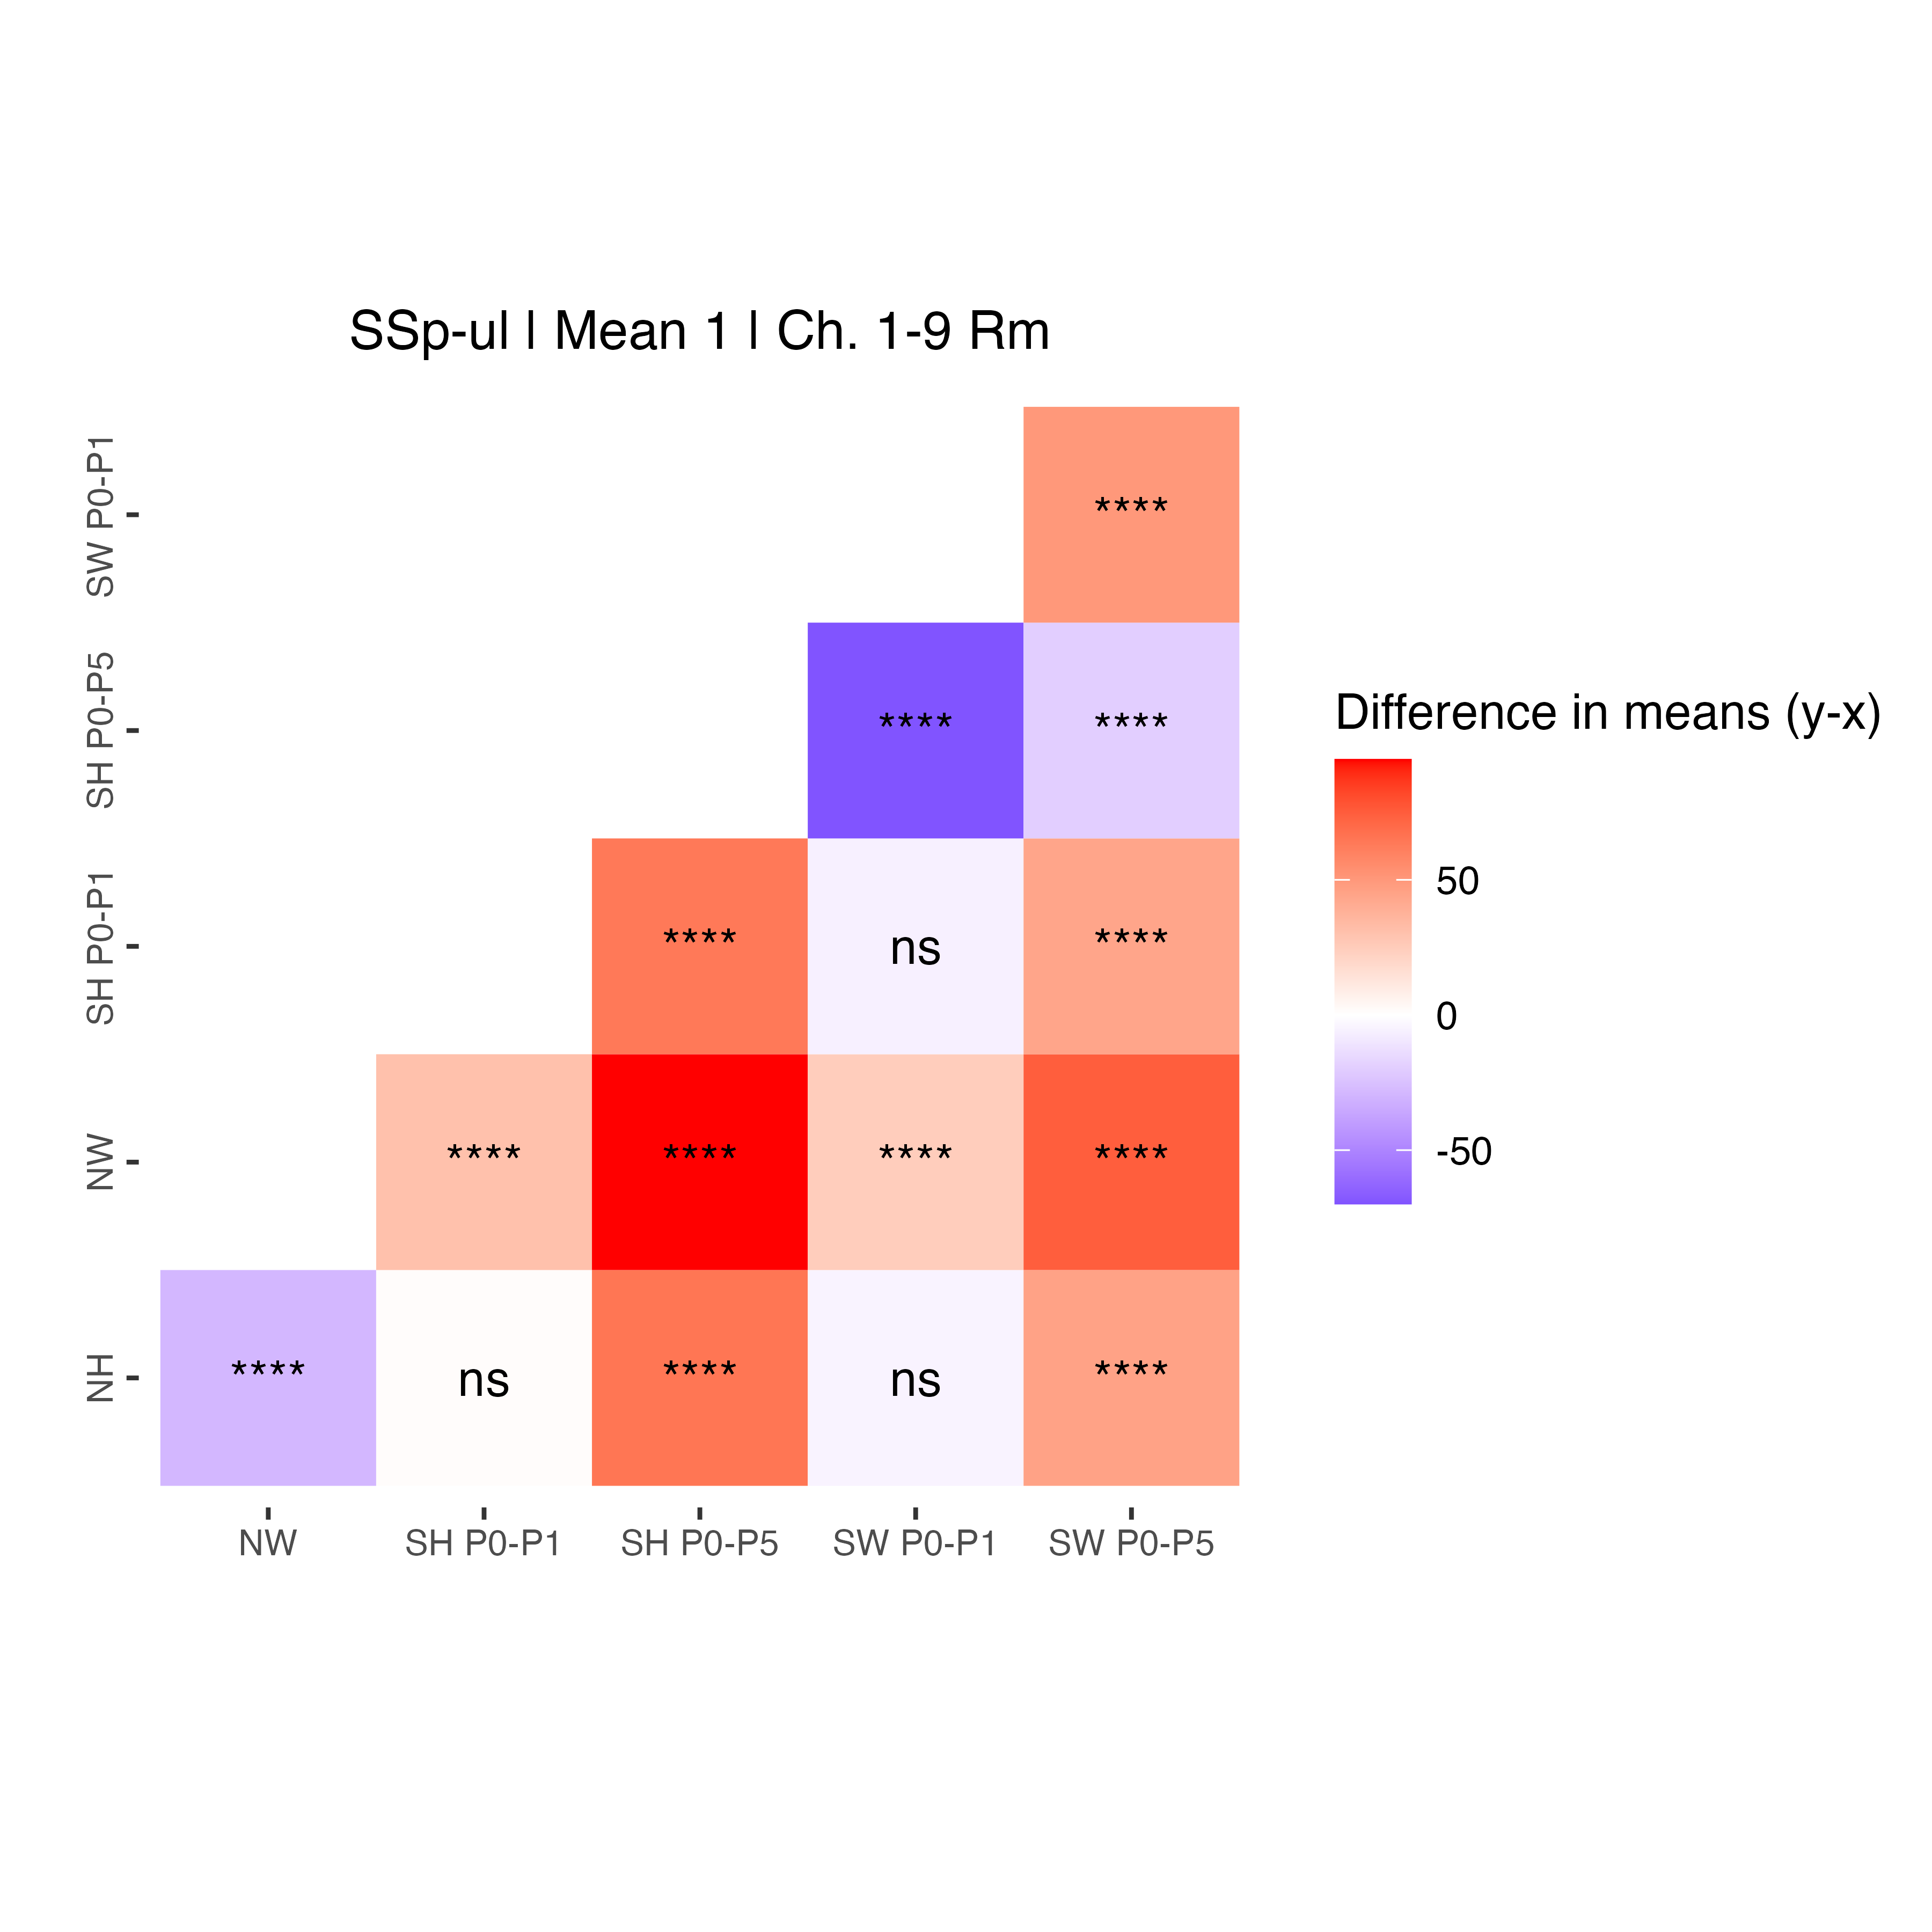 SSp-ul | Mean 1 | Ch. 1-9 Rm
SW P0-P1
****
SH P0-P5
**** ****
SH P0-P1
**** ns ****
NW
**** **** **** ****
NH
**** ns **** ns ****
NW SH P0-P1 SH P0-P5 SW P0-P1 SW P0-P5
Difference in means (y-x)
50
0
-50